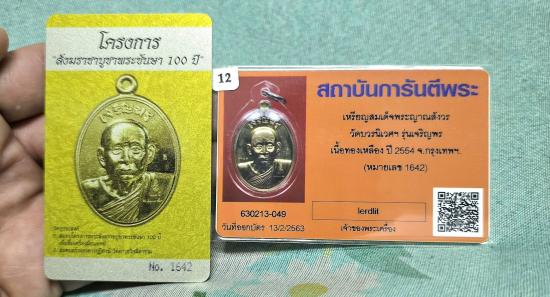 โครงการ
"สังฆราชาบูชาพระชันษา 100 ปี"
No. 1642
12
สถาบันการันตีพระ
เหรียญสมเด็จพระญาณสังวร
วัดบวรนิเวศฯ รุ่นเจริญพร
เนื้อทองเหลือง ปี 2554 จ.กรุงเทพฯ
(หมายเลข 1642)
630213-049
lerdlit
วันที่ออกบัตร 13/2/2563
เจ้าของพระเครื่อง